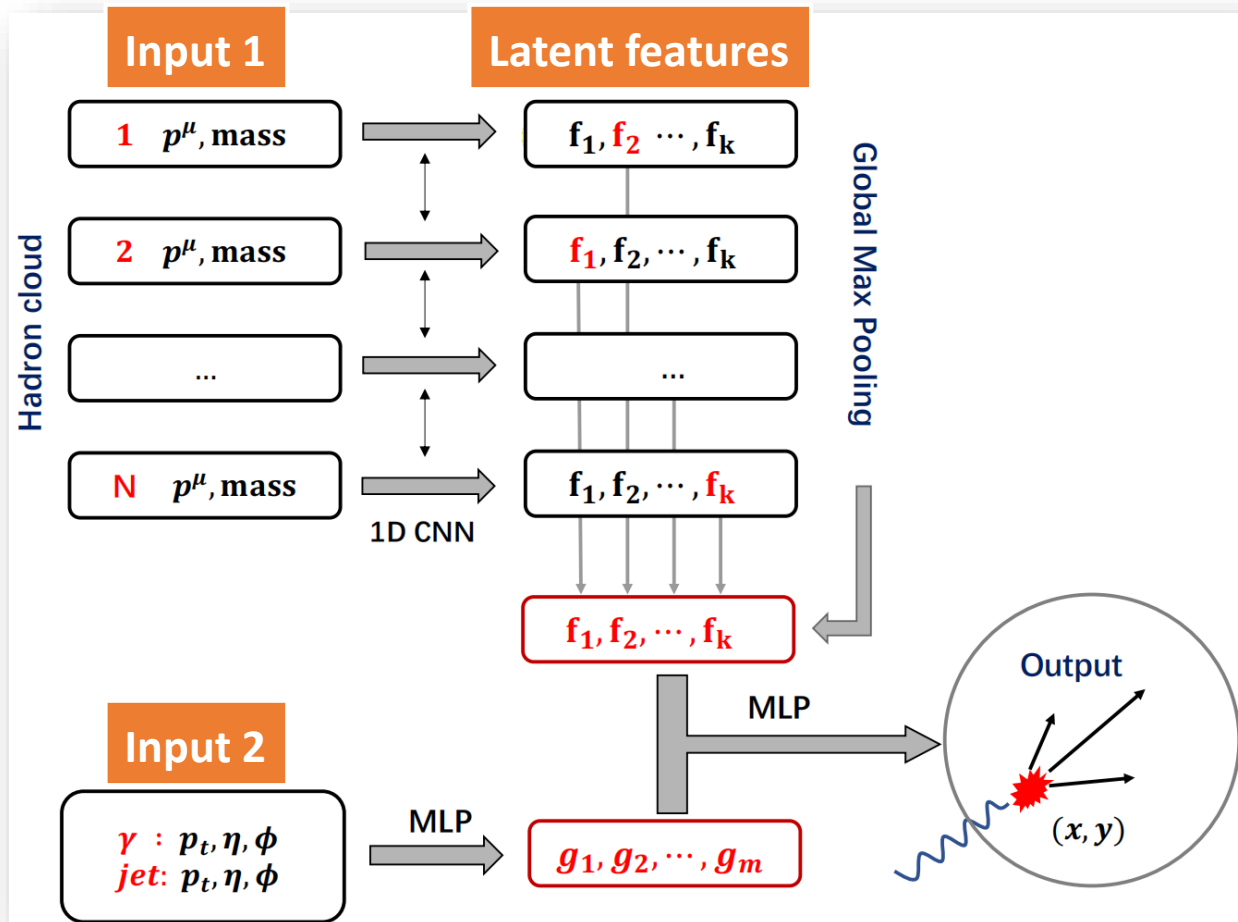 Input 1
Latent features
Hadron cloud
1 p^μ, mass
f₁, f₂ ⋯, fₖ
2 p^μ, mass
f₁, f₂, ⋯, fₖ
...
...
N p^μ, mass
f₁, f₂, ⋯, fₖ
1D CNN
Global Max Pooling
f₁, f₂, ⋯, fₖ
MLP
Output
(x, y)
Input 2
γ : pₜ, η, ϕ
jet: pₜ, η, ϕ
MLP
g₁, g₂, ⋯, gₘ